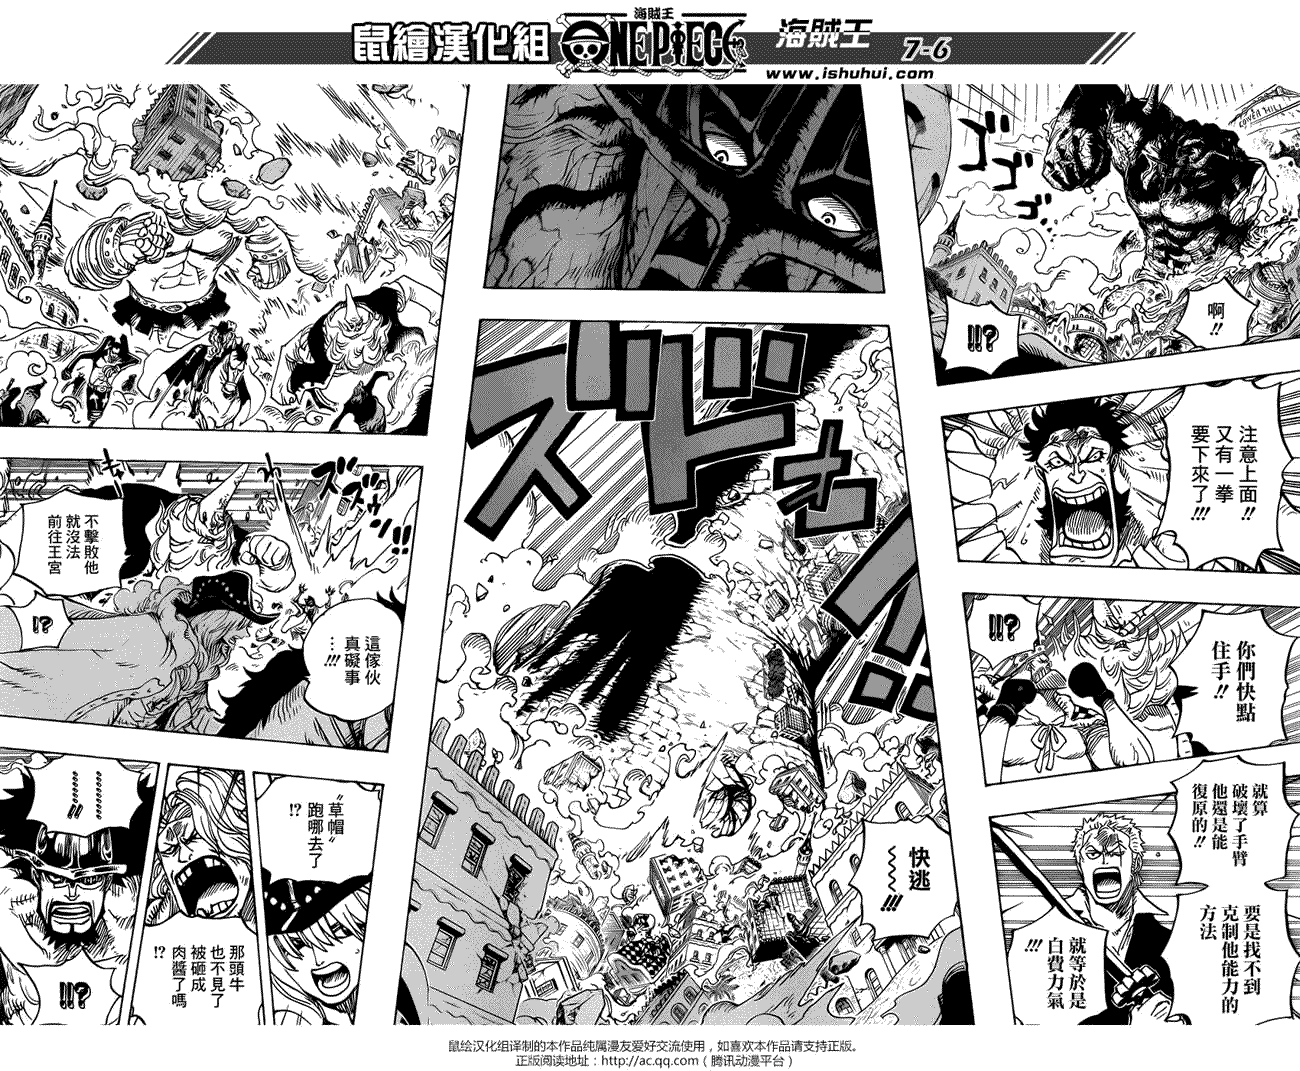 鼠繪漢化組
海賊王
ONE PIECE
海賊王
7-6
www.ishuhui.com
ゴゴゴ
!!?
啊!!
注意上面!!
又有一拳
要下來了!!!
!!?
你們快點
住手!!
就算
破壞了手臂
他還是能
復原的!!
要是找不到
克制他能力的
方法
就等於是
白費力氣
!!!
ズドォ
快逃
!!!
不擊敗他
就沒法
前往王宮
!?
這傢伙
真礙事
…!!!
〝草帽〞
跑哪去了
!?
那頭牛
也不見了
被砸成
肉醬了嗎
!?
…………!!
!!?
鼠绘汉化组译制的本作品纯属漫友爱好交流使用，如喜欢本作品请支持正版。
正版阅读地址：http://ac.qq.com（腾讯动漫平台）